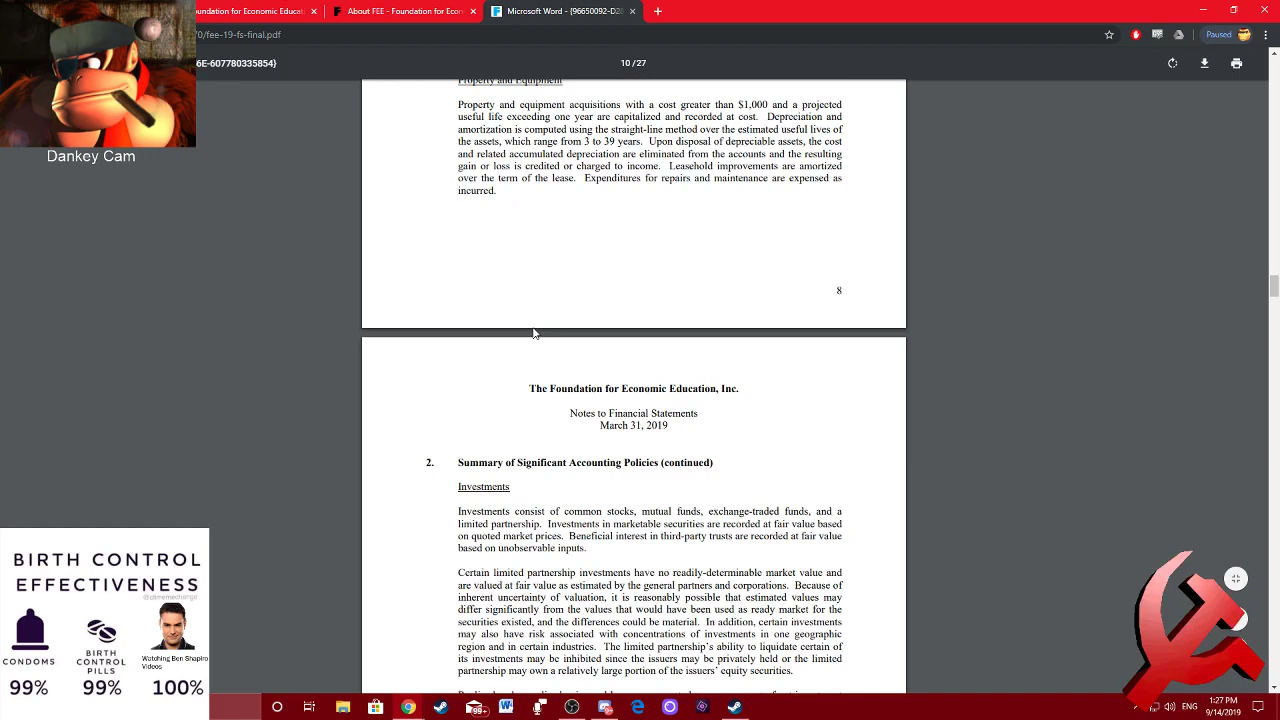 undation for Economic Educat
About FEE - Foundation for Econ
Microsoft Word - {96650092-D28
70/fee-19-fs-final.pdf
Paused
6E-607780335854}
10 / 27
Dankey Cam
Property and Equipment
Property and equipment acquisitions with a cost greater than $1,000 and a projected
useful life exceeding one year are capitalized and recorded at cost. Depreciation and
amortization is computed using the straight-line method over the estimated useful lives of
the assets, which range from 3 to 39 years. Upon disposal of depreciable assets, the cost
and related accumulated depreciation are eliminated from the accounts and the resulting
gain or loss is credited or charged to income. Leasehold improvements are amortized
over the term of the lease. Expenditures for repairs and maintenance are expensed as
incurred.
8
The Foundation for Economic Education, Inc.
Notes to Financial Statements
March 31, 2019
2. Summary of Significant Accounting Policies (continued)
Investments
Investments consist of common stocks, mutual funds, exchange-traded funds, and a
limited partnership. Investments in marketable securities are recorded at fair value based
on quoted market prices. Beneficial interest in third-party trusts are recorded at fair value
based on unobservable inputs.
Certain limited partnership investments have no readily-determinable market value and
are valued at fair value as estimated by the general partners and corporations. Because of
inherent uncertainty of valuation, it is reasonably possible that estimated values may
differ significantly from the values that would have been used as ready market for the
securities existed, and the differences could be material. In addition, certain investments
may also have risk associated with concentrations of investments in one geographic
region and in certain industries. The limited partnership's ability to liquidate certain of
its investments may be inhibited since the issuers may be privately held or the limited
partnership may own a relatively large portion of the issuers' equity securities.
BIRTH CONTROL
EFFECTIVENESS
CONDOMS
99%
BIRTH
CONTROL
PILLS
99%
Watching Ben Shapiro
Videos
100%
99+
1:27 PM
9/14/2019